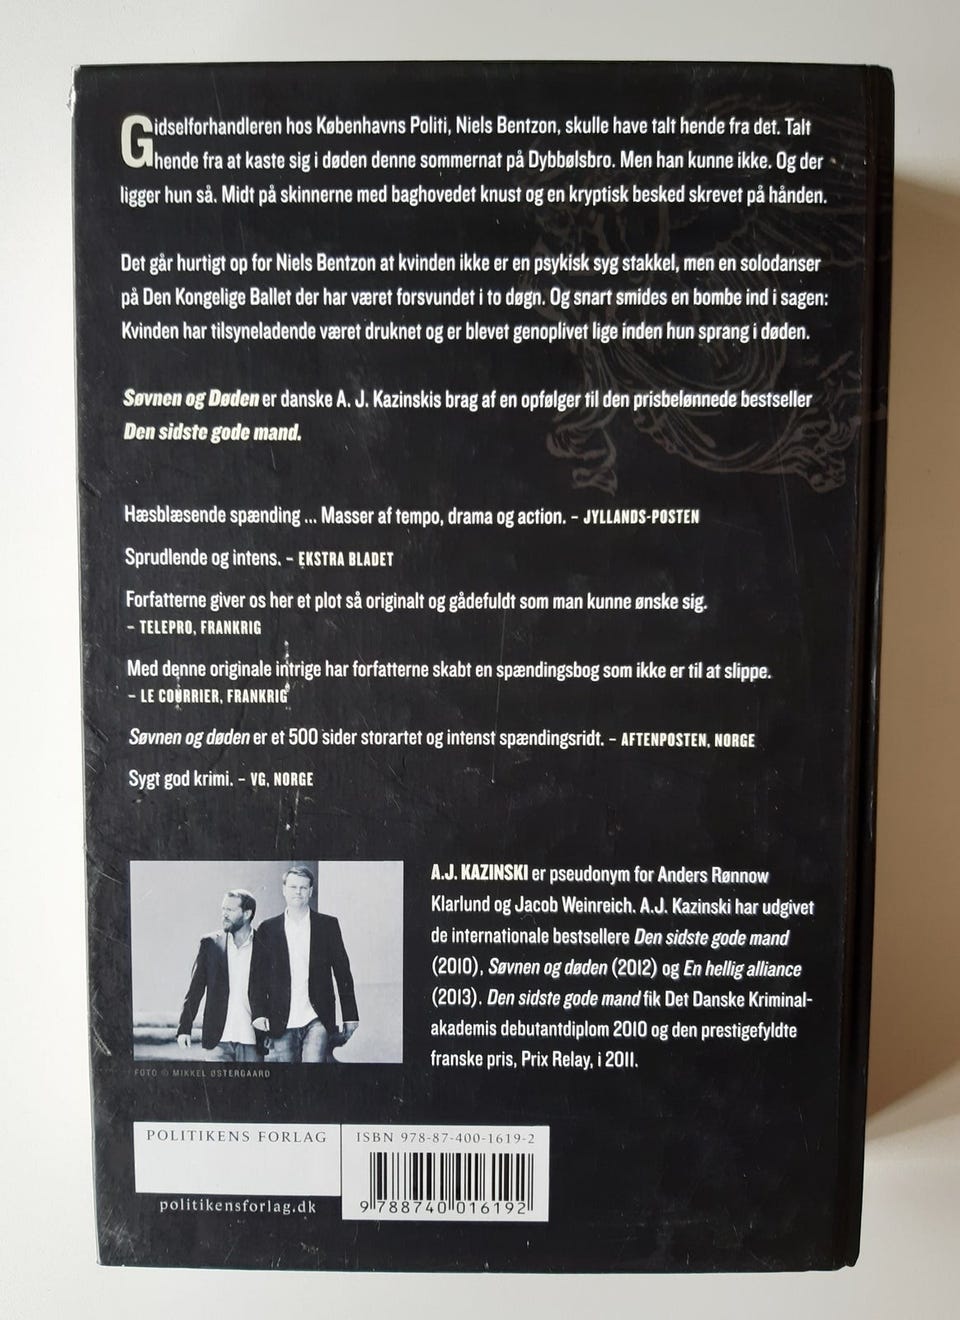 Gidselforhandleren hos Københavns Politi, Niels Bentzon, skulle have talt hende fra det. Talt
hende fra at kaste sig i døden denne sommernat på Dybbølsbro. Men han kunne ikke. Og der
ligger hun så. Midt på skinnerne med baghovedet knust og en kryptisk besked skrevet på hånden.
Det går hurtigt op for Niels Bentzon at kvinden ikke er en psykisk syg stakkel, men en solodanser
på Den Kongelige Ballet der har været forsvundet i to døgn. Og snart smides en bombe ind i sagen:
Kvinden har tilsyneladende været druknet og er blevet genoplivet lige inden hun sprang i døden.
Søvnen og Døden er danske A. J. Kazinskis brag af en opfølger til den prisbelønnede bestseller
Den sidste gode mand.
Hæsblæsende spænding ... Masser af tempo, drama og action. – JYLLANDS-POSTEN
Sprudlende og intens. – EKSTRA BLADET
Forfatterne giver os her et plot så originalt og gådefuldt som man kunne ønske sig.
– TELEPRO, FRANKRIG
Med denne originale intrige har forfatterne skabt en spændingsbog som ikke er til at slippe.
– LE COURRIER, FRANKRIG
Søvnen og døden er et 500 sider storartet og intenst spændingsridt. – AFTENPOSTEN, NORGE
Sygt god krimi. – VG, NORGE
A.J. KAZINSKI er pseudonym for Anders Rønnow
Klarlund og Jacob Weinreich. A.J. Kazinski har udgivet
de internationale bestsellere Den sidste gode mand
(2010), Søvnen og døden (2012) og En hellig alliance
(2013). Den sidste gode mand fik Det Danske Kriminal-
akademis debutantdiplom 2010 og den prestigefyldte
franske pris, Prix Relay, i 2011.
FOTO © MIKKEL ØSTERGAARD
POLITIKENS FORLAG
politikensforlag.dk
ISBN 978-87-400-1619-2
9 788740 016192